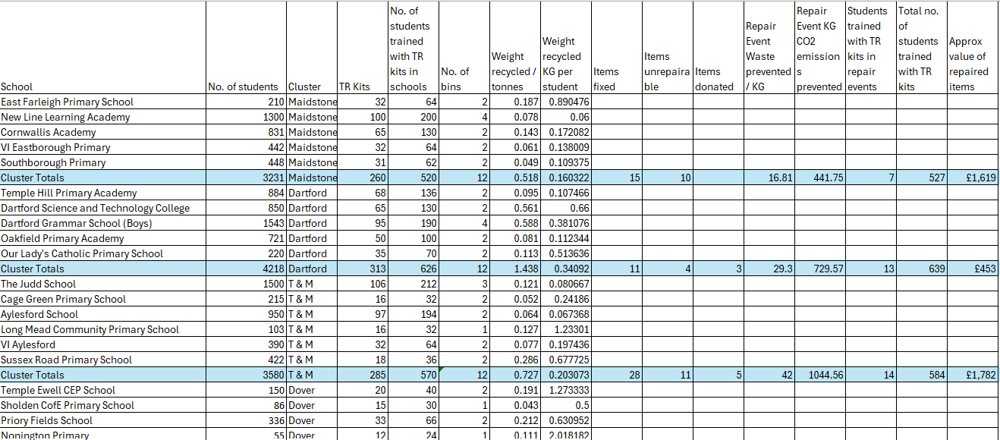 School No. of students Cluster TR Kits No. of students trained with TR kits in schools No. of bins Weight recycled / tonnes Weight recycled KG per student Items fixed Items unrepairable Items donated Repair Event Waste prevented / KG Repair Event KG CO2 emissions prevented Students trained with TR kits in repair events Total no. of students trained with TR kits Approx value of repaired items
East Farleigh Primary School 210 Maidstone 32 64 2 0.187 0.890476
New Line Learning Academy 1300 Maidstone 100 200 4 0.078 0.06
Cornwallis Academy 831 Maidstone 65 130 2 0.143 0.172082
VI Eastborough Primary 442 Maidstone 32 64 2 0.061 0.138009
Southborough Primary 448 Maidstone 31 62 2 0.049 0.109375
Cluster Totals 3231 Maidstone 260 520 12 0.518 0.160322 15 10 16.81 441.75 7 527 £1,619
Temple Hill Primary Academy 884 Dartford 68 136 2 0.095 0.107466
Dartford Science and Technology College 850 Dartford 65 130 2 0.561 0.66
Dartford Grammar School (Boys) 1543 Dartford 95 190 4 0.588 0.381076
Oakfield Primary Academy 721 Dartford 50 100 2 0.081 0.112344
Our Lady's Catholic Primary School 220 Dartford 35 70 2 0.113 0.513636
Cluster Totals 4218 Dartford 313 626 12 1.438 0.34092 11 4 3 29.3 729.57 13 639 £453
The Judd School 1500 T & M 106 212 3 0.121 0.080667
Cage Green Primary School 215 T & M 16 32 2 0.052 0.24186
Aylesford School 950 T & M 97 194 2 0.064 0.067368
Long Mead Community Primary School 103 T & M 16 32 1 0.127 1.23301
VI Aylesford 390 T & M 32 64 2 0.077 0.197436
Sussex Road Primary School 422 T & M 18 36 2 0.286 0.677725
Cluster Totals 3580 T & M 285 570 12 0.727 0.203073 28 11 5 42 1044.56 14 584 £1,782
Temple Ewell CEP School 150 Dover 20 40 2 0.191 1.273333
Sholden CofE Primary School 86 Dover 15 30 1 0.043 0.5
Priory Fields School 336 Dover 33 66 2 0.212 0.630952
Nonington Primary 55 Dover 12 24 1 0.111 2.018182